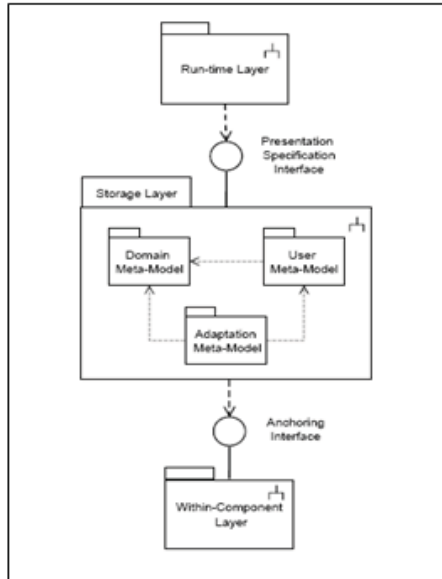 Run-time Layer
Presentation
Specification
Interface
Storage Layer
Domain
Meta-Model
User
Meta-Model
Adaptation
Meta-Model
Anchoring
Interface
Within-Component
Layer